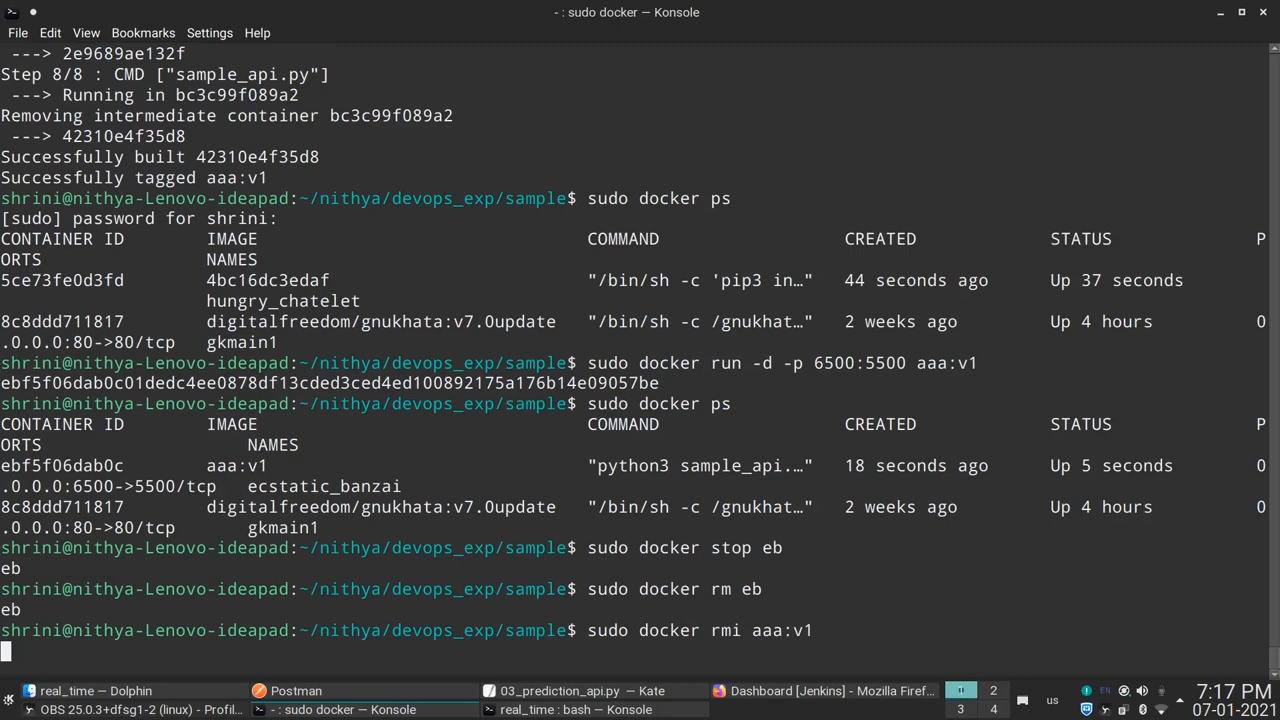 - : sudo docker — Konsole
File Edit View Bookmarks Settings Help
---> 2e9689ae132f
Step 8/8 : CMD ["sample_api.py"]
---> Running in bc3c99f089a2
Removing intermediate container bc3c99f089a2
---> 42310e4f35d8
Successfully built 42310e4f35d8
Successfully tagged aaa:v1
shrini@nithya-Lenovo-ideapad:~/nithya/devops_exp/sample$ sudo docker ps
[sudo] password for shrini:
CONTAINER ID IMAGE COMMAND CREATED STATUS P
ORTS NAMES
5ce73fe0d3fd 4bc16dc3edaf "/bin/sh -c 'pip3 in…" 44 seconds ago Up 37 seconds
hungry_chatelet
8c8ddd711817 digitalfreedom/gnukhata:v7.0update "/bin/sh -c /gnukhat…" 2 weeks ago Up 4 hours 0
.0.0.0:80->80/tcp gkmain1
shrini@nithya-Lenovo-ideapad:~/nithya/devops_exp/sample$ sudo docker run -d -p 6500:5500 aaa:v1
ebf5f06dab0c01dedc4ee0878df13cded3ced4ed100892175a176b14e09057be
shrini@nithya-Lenovo-ideapad:~/nithya/devops_exp/sample$ sudo docker ps
CONTAINER ID IMAGE COMMAND CREATED STATUS P
ORTS NAMES
ebf5f06dab0c aaa:v1 "python3 sample_api.…" 18 seconds ago Up 5 seconds 0
.0.0.0:6500->5500/tcp ecstatic_banzai
8c8ddd711817 digitalfreedom/gnukhata:v7.0update "/bin/sh -c /gnukhat…" 2 weeks ago Up 4 hours 0
.0.0.0:80->80/tcp gkmain1
shrini@nithya-Lenovo-ideapad:~/nithya/devops_exp/sample$ sudo docker stop eb
eb
shrini@nithya-Lenovo-ideapad:~/nithya/devops_exp/sample$ sudo docker rm eb
eb
shrini@nithya-Lenovo-ideapad:~/nithya/devops_exp/sample$ sudo docker rmi aaa:v1
real_time — Dolphin Postman 03_prediction_api.py — Kate Dashboard [Jenkins] - Mozilla Firef... 2 us EN 7:17 PM
OBS 25.0.3+dfsg1-2 (linux) - Profil... - : sudo docker — Konsole real_time : bash — Konsole 3 4 07-01-2021